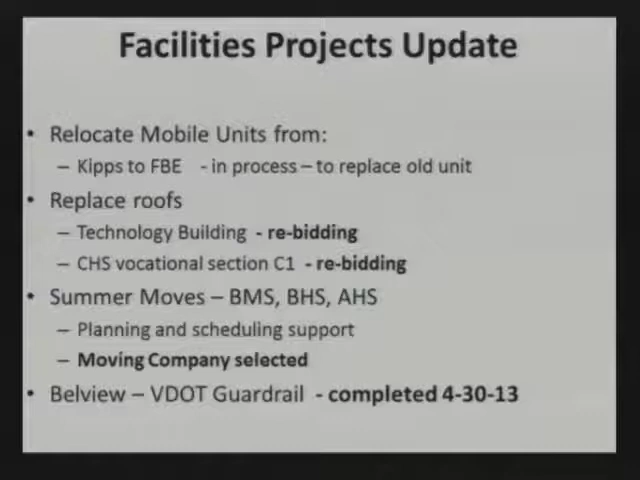 Facilities Projects Update
• Relocate Mobile Units from:
– Kipps to FBE - in process – to replace old unit
• Replace roofs
– Technology Building - re-bidding
– CHS vocational section C1 - re-bidding
• Summer Moves – BMS, BHS, AHS
– Planning and scheduling support
– Moving Company selected
• Belview – VDOT Guardrail - completed 4-30-13